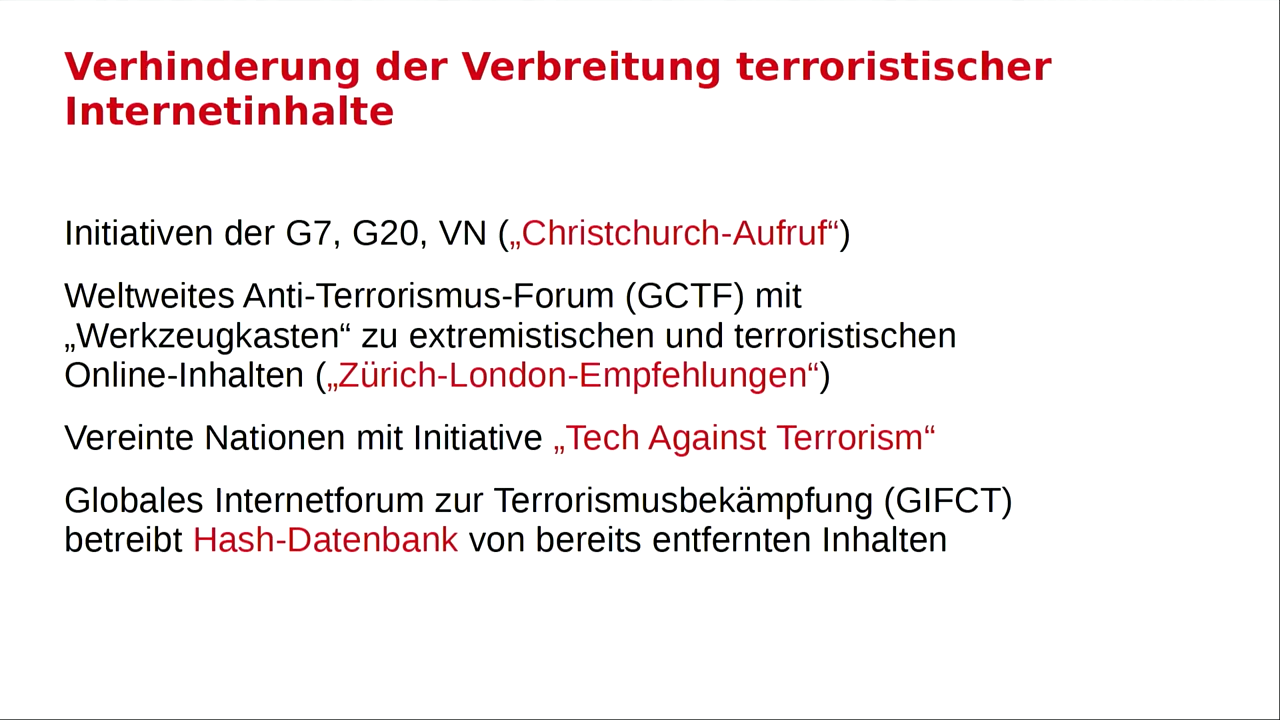 Verhinderung der Verbreitung terroristischer
Internetinhalte
Initiativen der G7, G20, VN („Christchurch-Aufruf“)
Weltweites Anti-Terrorismus-Forum (GCTF) mit
„Werkzeugkasten“ zu extremistischen und terroristischen
Online-Inhalten („Zürich-London-Empfehlungen“)
Vereinte Nationen mit Initiative „Tech Against Terrorism“
Globales Internetforum zur Terrorismusbekämpfung (GIFCT)
betreibt Hash-Datenbank von bereits entfernten Inhalten